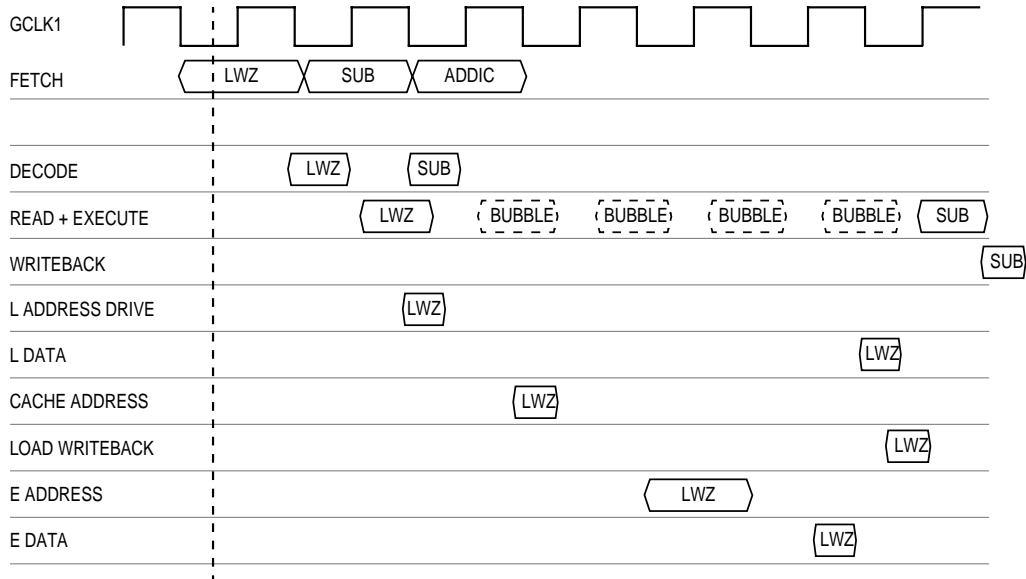 GCLK1
FETCH LWZ SUB ADDIC
DECODE LWZ SUB
READ + EXECUTE LWZ BUBBLE BUBBLE BUBBLE BUBBLE SUB
WRITEBACK SUB
L ADDRESS DRIVE LWZ
L DATA LWZ
CACHE ADDRESS LWZ
LOAD WRITEBACK LWZ
E ADDRESS LWZ
E DATA LWZ